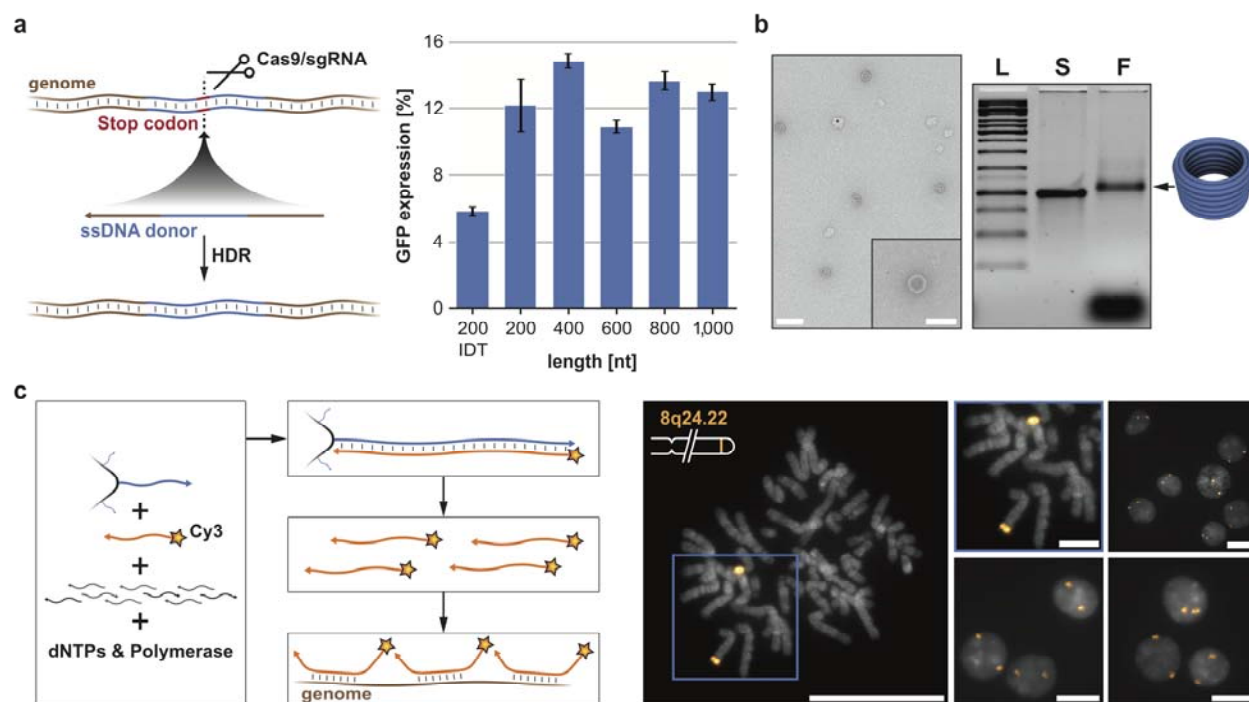 a
Cas9/sgRNA
genome
Stop codon
ssDNA donor
HDR
GFP expression [%]
16
12
8
4
0
200 200 400 600 800 1,000
IDT
length [nt]
b
L S F
c
Cy3
+
+
+
dNTPs & Polymerase
genome
8q24.22